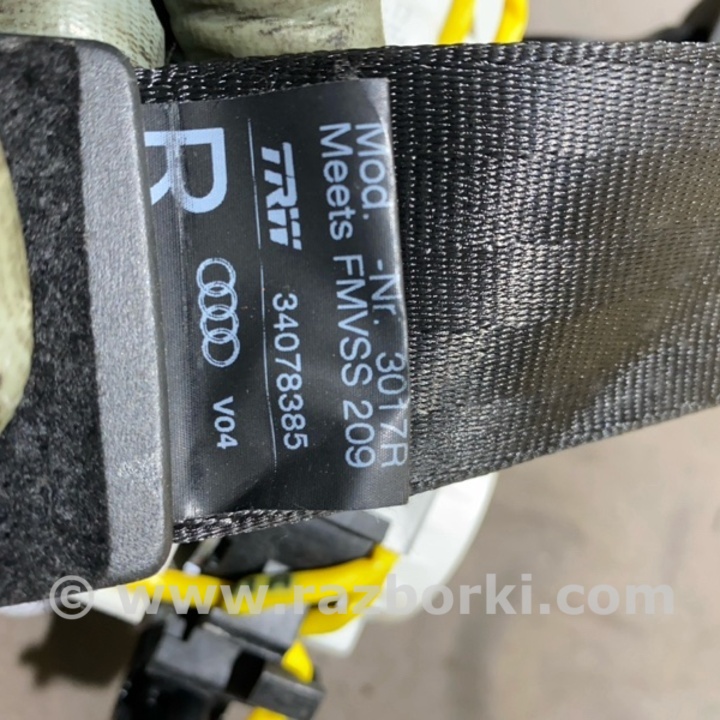 Mod. -Nr. 3017R
Meets FMVSS 209
TRW 34078385
R V04
© www.razborki.com